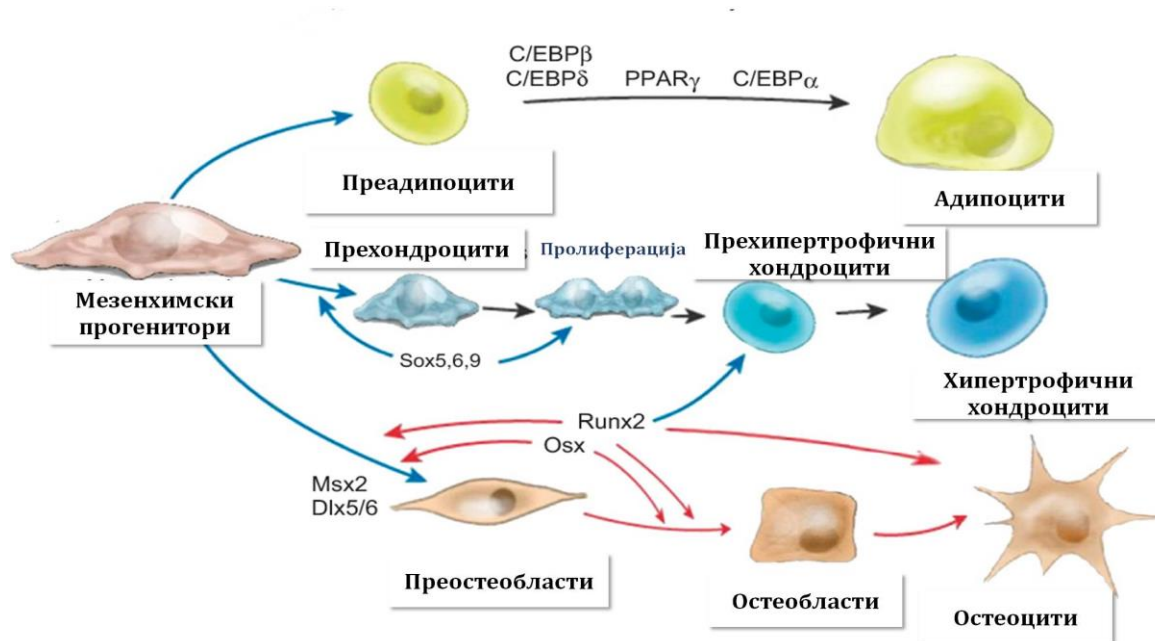 C/EBPβ
C/EBPδ
PPARγ
C/EBPα
Преадипоцити
Адипоцити
Мезенхимски
прогенитори
Прехондроцити
Пролиферација
Прехипертрофични
хондроцити
Хипертрофични
хондроцити
Sox5,6,9
Runx2
Osx
Msx2
Dlx5/6
Преостеобласти
Остеобласти
Остеоцити